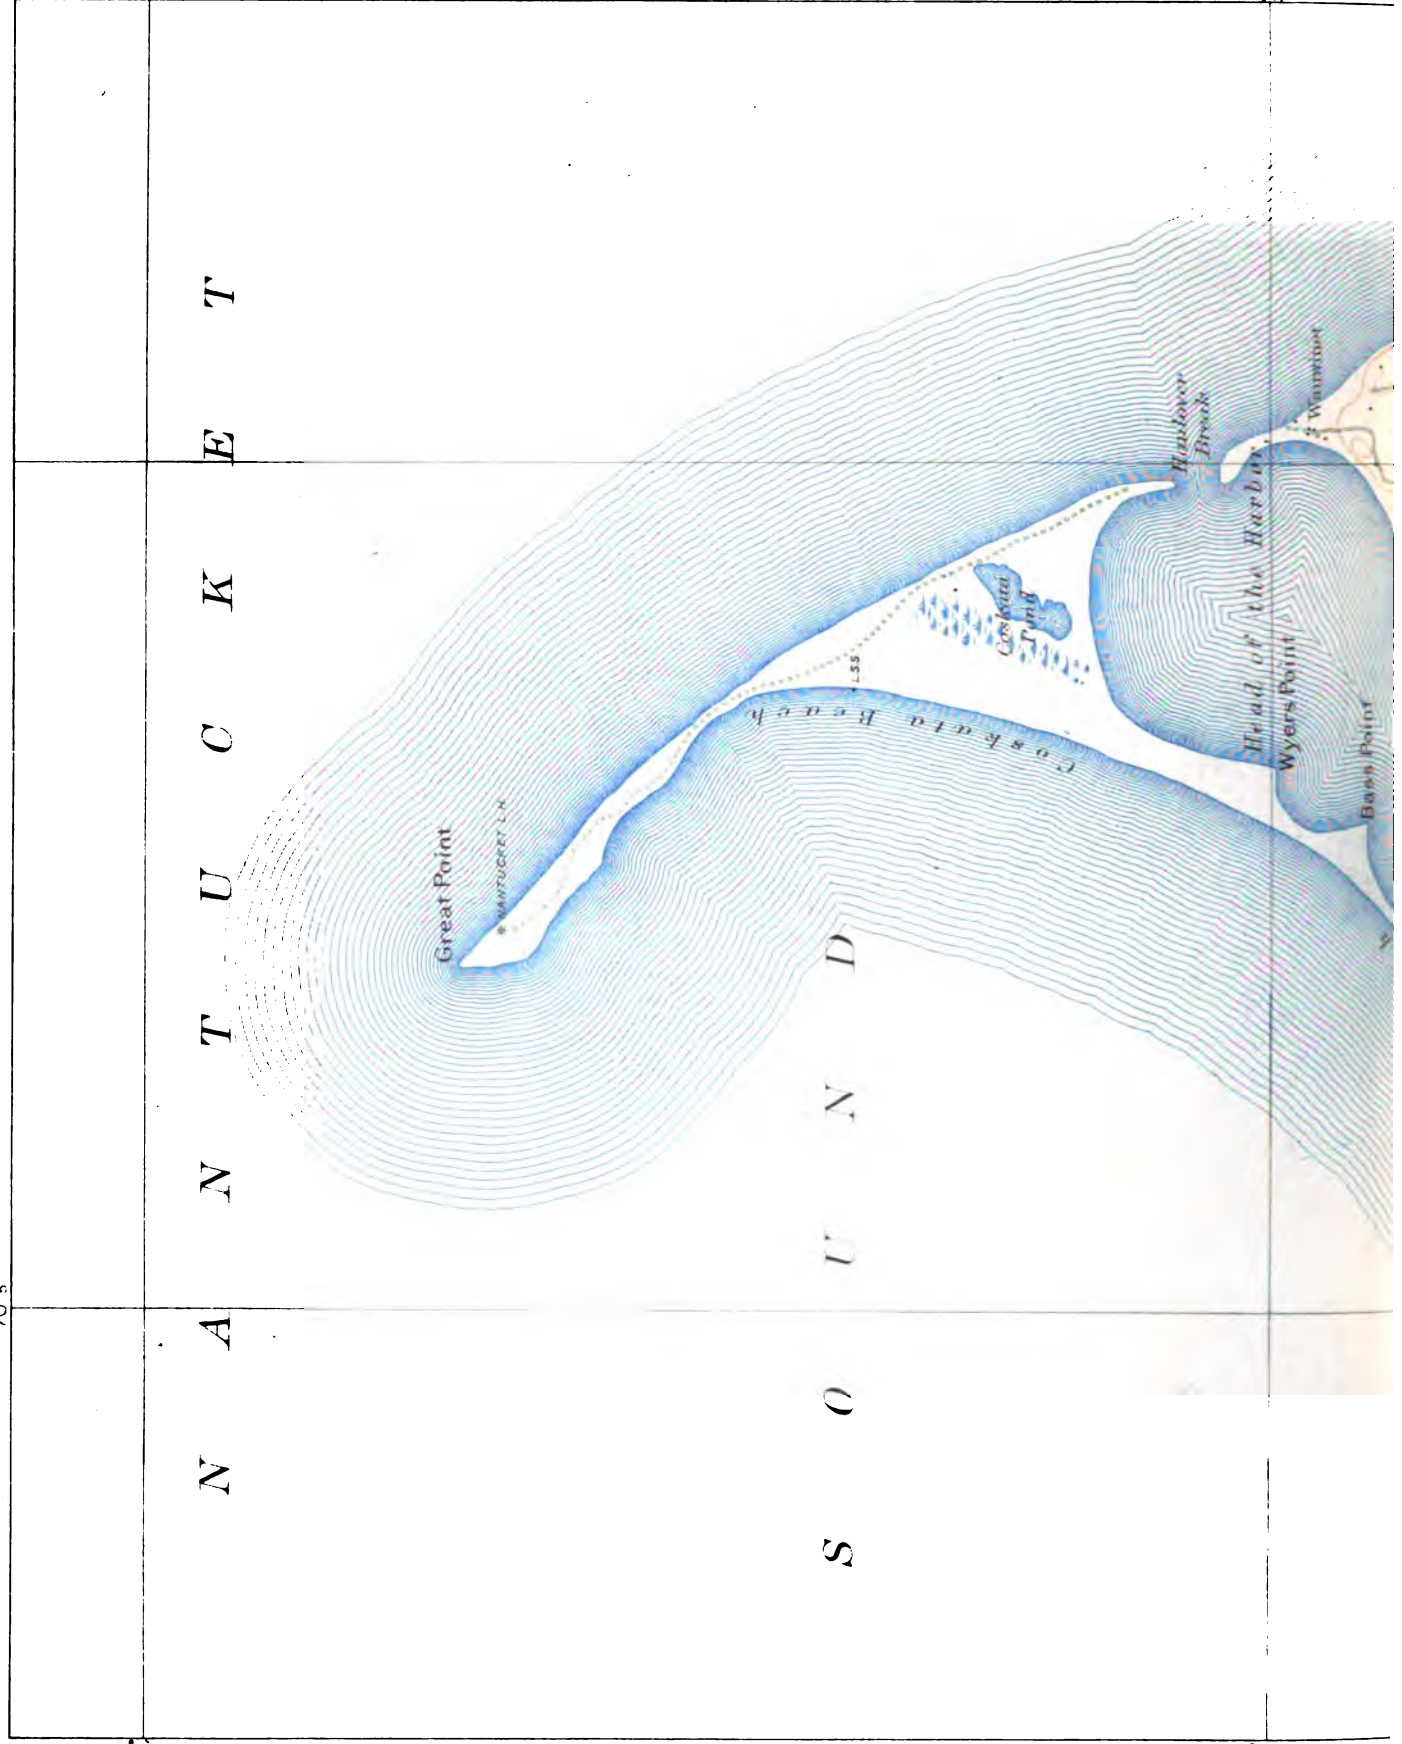 NANTUCKET
SOUND
Great Point
NANTUCKET L.H.
Coskata Beach
L.S.S.
Coskata
Pond
Haulover
Break
Head of the Harbor
Wauwinet
Wyers Point
Bass Point